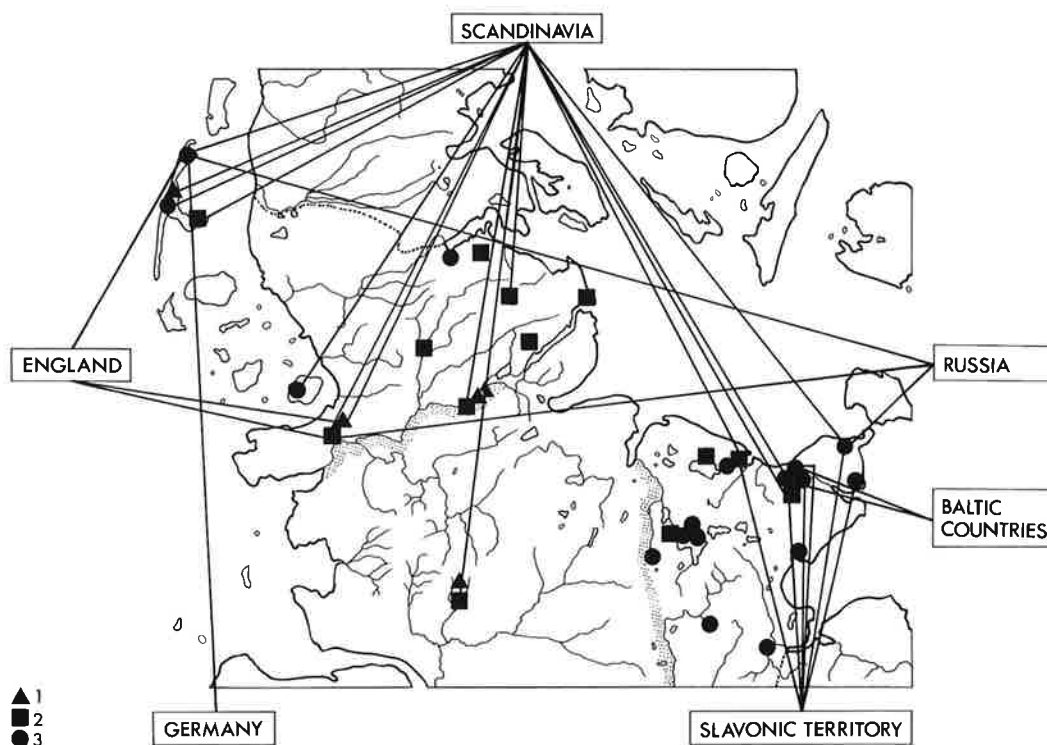 SCANDINAVIA
ENGLAND
RUSSIA
BALTIC
COUNTRIES
1
2
3
GERMANY
SLAVONIC TERRITORY